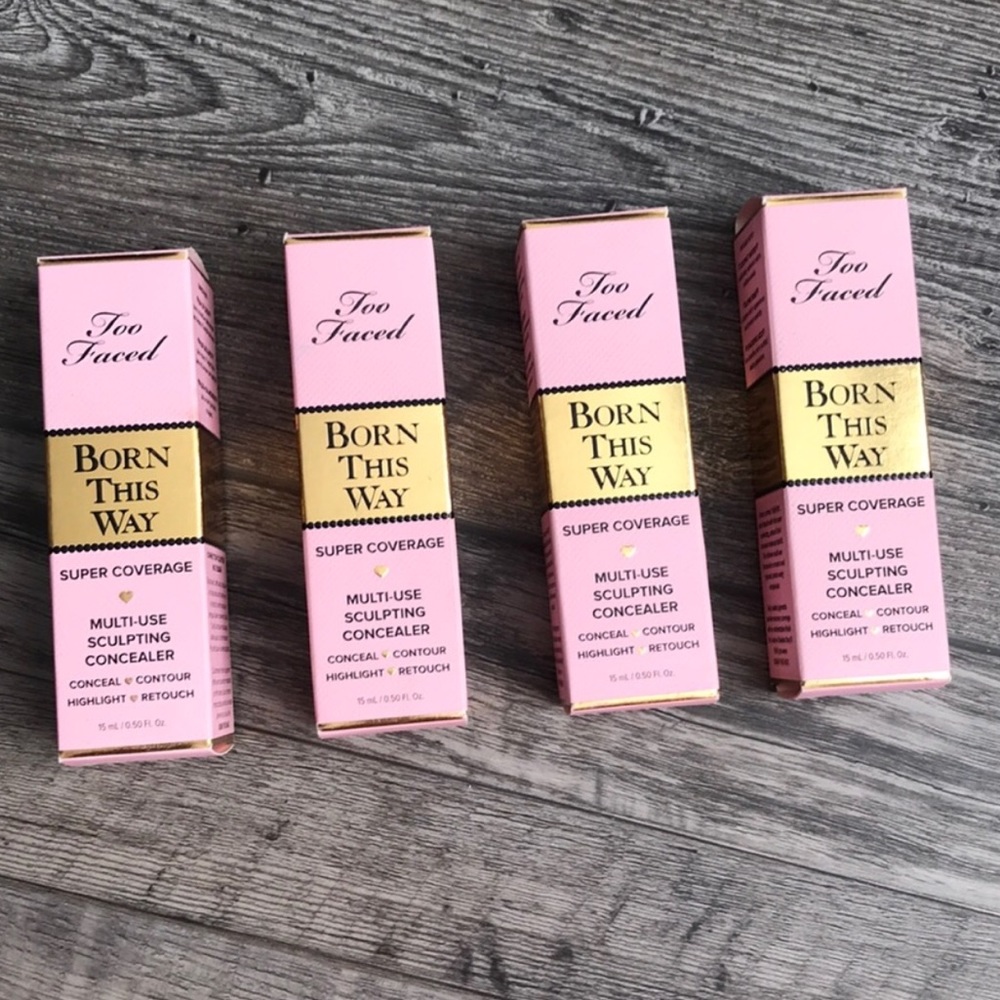 Too
Faced
BORN
THIS
WAY
SUPER COVERAGE
MULTI-USE
SCULPTING
CONCEALER
CONCEAL CONTOUR
HIGHLIGHT RETOUCH
15 mL / 0.50 Fl. Oz.
Too
Faced
BORN
THIS
WAY
SUPER COVERAGE
MULTI-USE
SCULPTING
CONCEALER
CONCEAL CONTOUR
HIGHLIGHT RETOUCH
15 mL / 0.50 Fl. Oz.
Too
Faced
BORN
THIS
WAY
SUPER COVERAGE
MULTI-USE
SCULPTING
CONCEALER
CONCEAL CONTOUR
HIGHLIGHT RETOUCH
15 mL / 0.50 Fl. Oz.
Too
Faced
BORN
THIS
WAY
SUPER COVERAGE
MULTI-USE
SCULPTING
CONCEALER
CONCEAL CONTOUR
HIGHLIGHT RETOUCH
15 mL / 0.50 Fl. Oz.